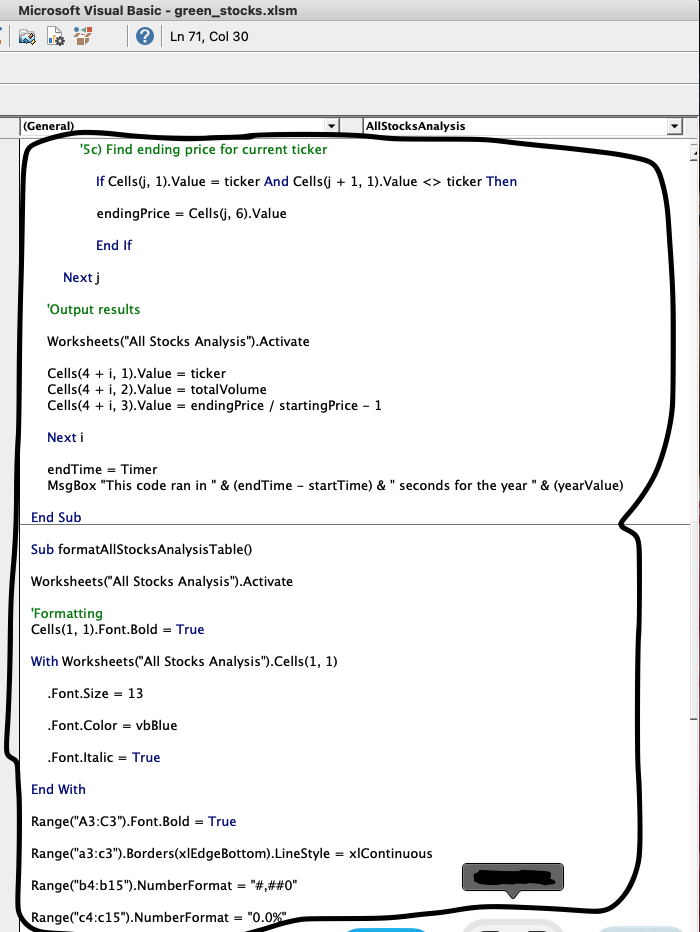 Microsoft Visual Basic - green_stocks.xlsm
Ln 71, Col 30
(General)
AllStocksAnalysis
'5c) Find ending price for current ticker
If Cells(j, 1).Value = ticker And Cells(j + 1, 1).Value <> ticker Then
endingPrice = Cells(j, 6).Value
End If
Next j
'Output results
Worksheets("All Stocks Analysis").Activate
Cells(4 + i, 1).Value = ticker
Cells(4 + i, 2).Value = totalVolume
Cells(4 + i, 3).Value = endingPrice / startingPrice - 1
Next i
endTime = Timer
MsgBox "This code ran in " & (endTime - startTime) & " seconds for the year " & (yearValue)
End Sub
Sub formatAllStocksAnalysisTable()
Worksheets("All Stocks Analysis").Activate
'Formatting
Cells(1, 1).Font.Bold = True
With Worksheets("All Stocks Analysis").Cells(1, 1)
.Font.Size = 13
.Font.Color = vbBlue
.Font.Italic = True
End With
Range("A3:C3").Font.Bold = True
Range("a3:c3").Borders(xlEdgeBottom).LineStyle = xlContinuous
Range("b4:b15").NumberFormat = "#,##0"
Range("c4:c15").NumberFormat = "0.0%"